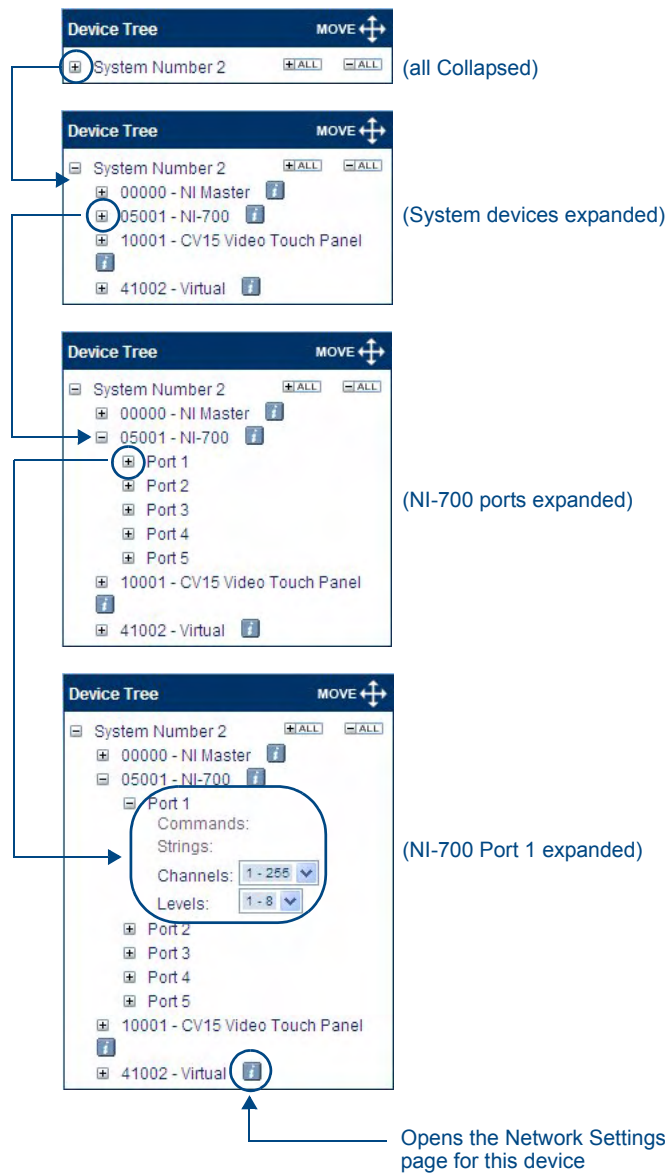 Device Tree MOVE
System Number 2 +ALL -ALL (all Collapsed)
Device Tree MOVE
System Number 2 +ALL -ALL
00000 - NI Master i
05001 - NI-700 i (System devices expanded)
10001 - CV15 Video Touch Panel
i
41002 - Virtual i
Device Tree MOVE
System Number 2 +ALL -ALL
00000 - NI Master i
05001 - NI-700 i
Port 1
Port 2
Port 3 (NI-700 ports expanded)
Port 4
Port 5
10001 - CV15 Video Touch Panel
i
41002 - Virtual i
Device Tree MOVE
System Number 2 +ALL -ALL
00000 - NI Master i
05001 - NI-700 i
Port 1
Commands:
Strings: (NI-700 Port 1 expanded)
Channels: 1 - 255
Levels: 1 - 8
Port 2
Port 3
Port 4
Port 5
10001 - CV15 Video Touch Panel
i
41002 - Virtual i
Opens the Network Settings
page for this device